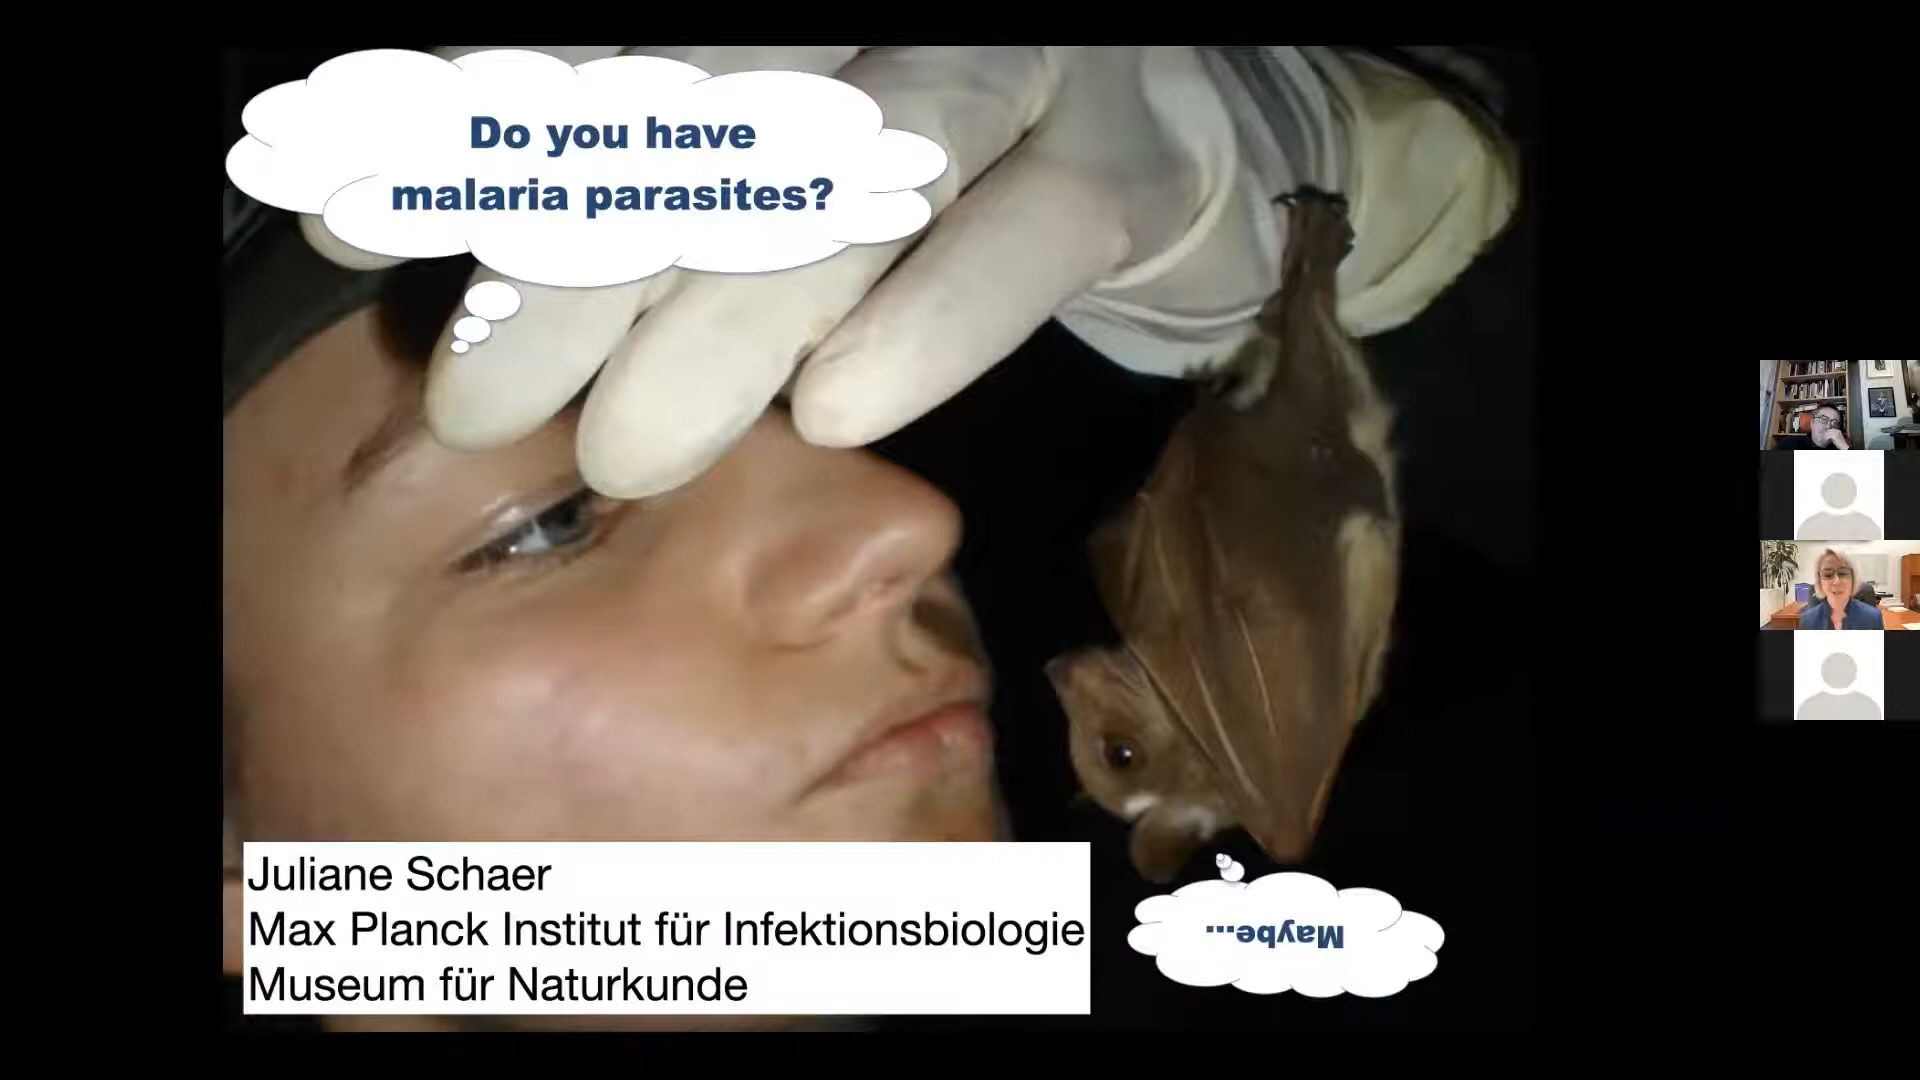 Do you have
malaria parasites?
Juliane Schaer
Max Planck Institut für Infektionsbiologie
Museum für Naturkunde
Maybe...